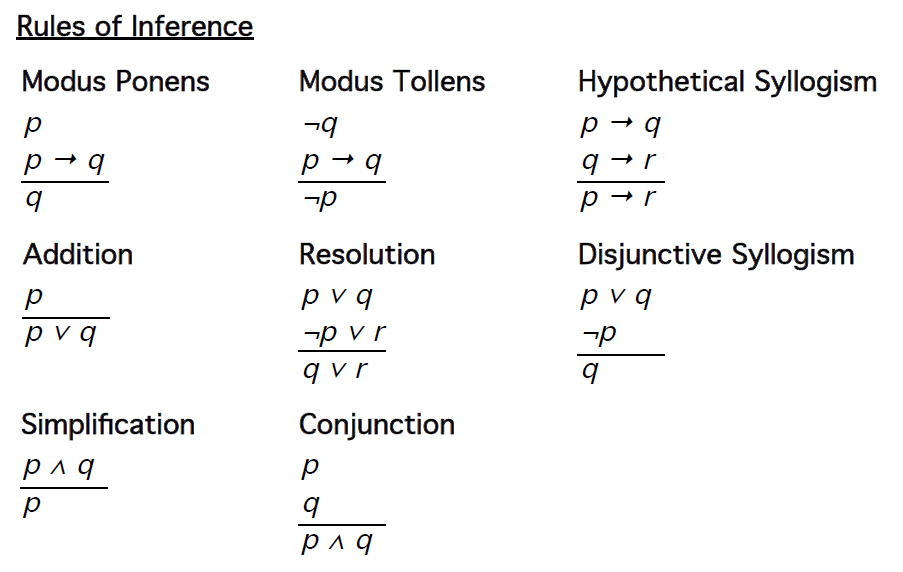 Rules of Inference
Modus Ponens
p
p → q
q
Modus Tollens
¬q
p → q
¬p
Hypothetical Syllogism
p → q
q → r
p → r
Addition
p
p ∨ q
Resolution
p ∨ q
¬p ∨ r
q ∨ r
Disjunctive Syllogism
p ∨ q
¬p
q
Simplification
p ∧ q
p
Conjunction
p
q
p ∧ q